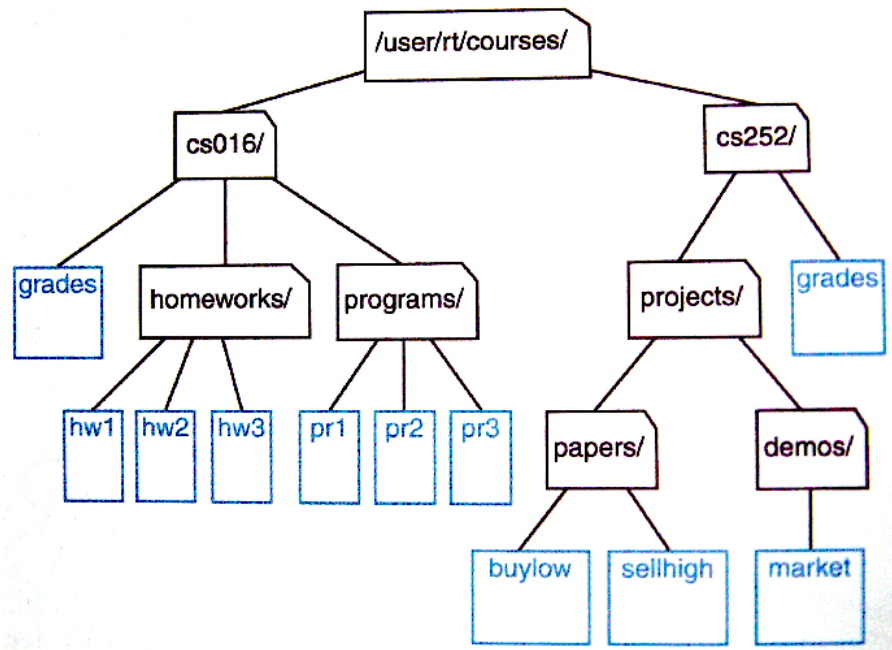 /user/rt/courses/
cs016/
cs252/
grades
homeworks/
programs/
projects/
grades
hw1
hw2
hw3
pr1
pr2
pr3
papers/
demos/
buylow
sellhigh
market